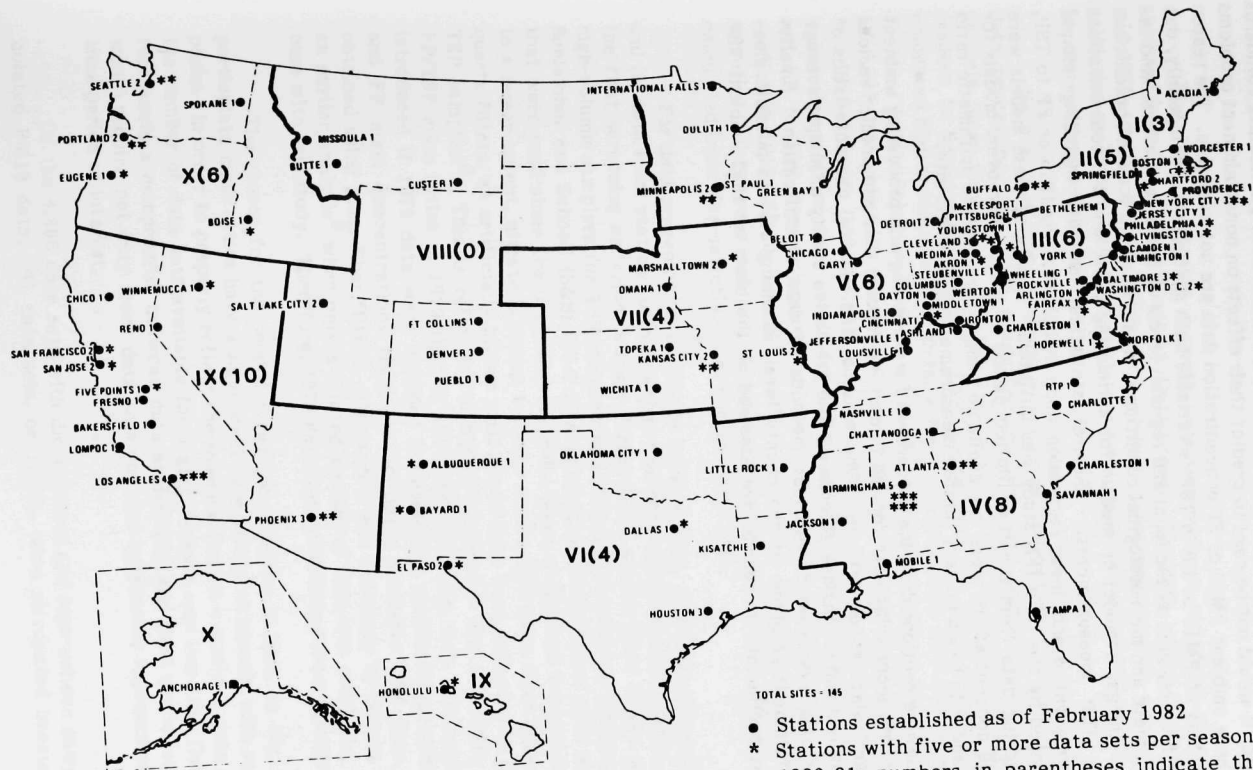 SEATTLE 2 **
SPOKANE 1
PORTLAND 2
**
EUGENE 1 *
X(6)
BOISE 1
*
MISSOULA 1
BUTTE 1
CUSTER 1
VIII(0)
INTERNATIONAL FALLS 1
DULUTH 1
MINNEAPOLIS 2
**
ST PAUL 1
GREEN BAY 1
BELOIT 1
CHICAGO 4
GARY 1
DETROIT 2
V(6)
CHICO 1
WINNEMUCCA 1 *
RENO 1
SALT LAKE CITY 2
SAN FRANCISCO 2 *
SAN JOSE 2 *
FIVE POINTS 1 *
FRESNO 1
BAKERSFIELD 1
LOMPOC 1
LOS ANGELES 4 ***
IX(10)
PHOENIX 3 **
FT COLLINS 1
DENVER 3
PUEBLO 1
MARSHALLTOWN 2 *
OMAHA 1
VII(4)
TOPEKA 1
KANSAS CITY 2
**
WICHITA 1
ST LOUIS 2
*
* ALBUQUERQUE 1
* BAYARD 1
EL PASO 2 *
OKLAHOMA CITY 1
LITTLE ROCK 1
DALLAS 1 *
VI(4)
KISATCHIE 1
HOUSTON 3
JACKSON 1
NASHVILLE 1
CHATTANOOGA 1
ATLANTA 2 **
BIRMINGHAM 5
***
***
IV(8)
MOBILE 1
TAMPA 1
SAVANNAH 1
CHARLESTON 1
CHARLOTTE 1
RTP 1
ACADIA 1
I(3)
WORCESTER 1
BOSTON 1 *
SPRINGFIELD
HARTFORD 2
PROVIDENCE 1
II(5)
BUFFALO 4 **
NEW YORK CITY 3 **
JERSEY CITY 1
PHILADELPHIA 4 *
LIVINGSTON 1 *
CAMDEN 1
WILMINGTON 1
McKEESPORT 1
PITTSBURGH
YOUNGSTOWN 1
CLEVELAND 3
MEDINA 1
AKRON 1
STEUBENVILLE 1
COLUMBUS 1
WEIRTON 1
WHEELING 1
BETHLEHEM 1
III(6)
YORK 1
ROCKVILLE 1
ARLINGTON 1
FAIRFAX 1
*
BALTIMORE 3 *
WASHINGTON D.C. 2 *
DAYTON 1
MIDDLETOWN 1
INDIANAPOLIS 1
CINCINNATI
IRONTON 1
ASHLAND 1
JEFFERSONVILLE 1
LOUISVILLE 1
CHARLESTON 1
HOPEWELL 1
*
NORFOLK 1
X
ANCHORAGE 1
HONOLULU 1 *
IX
TOTAL SITES = 145
● Stations established as of February 1982
* Stations with five or more data sets per season
numbers in parentheses indicate th